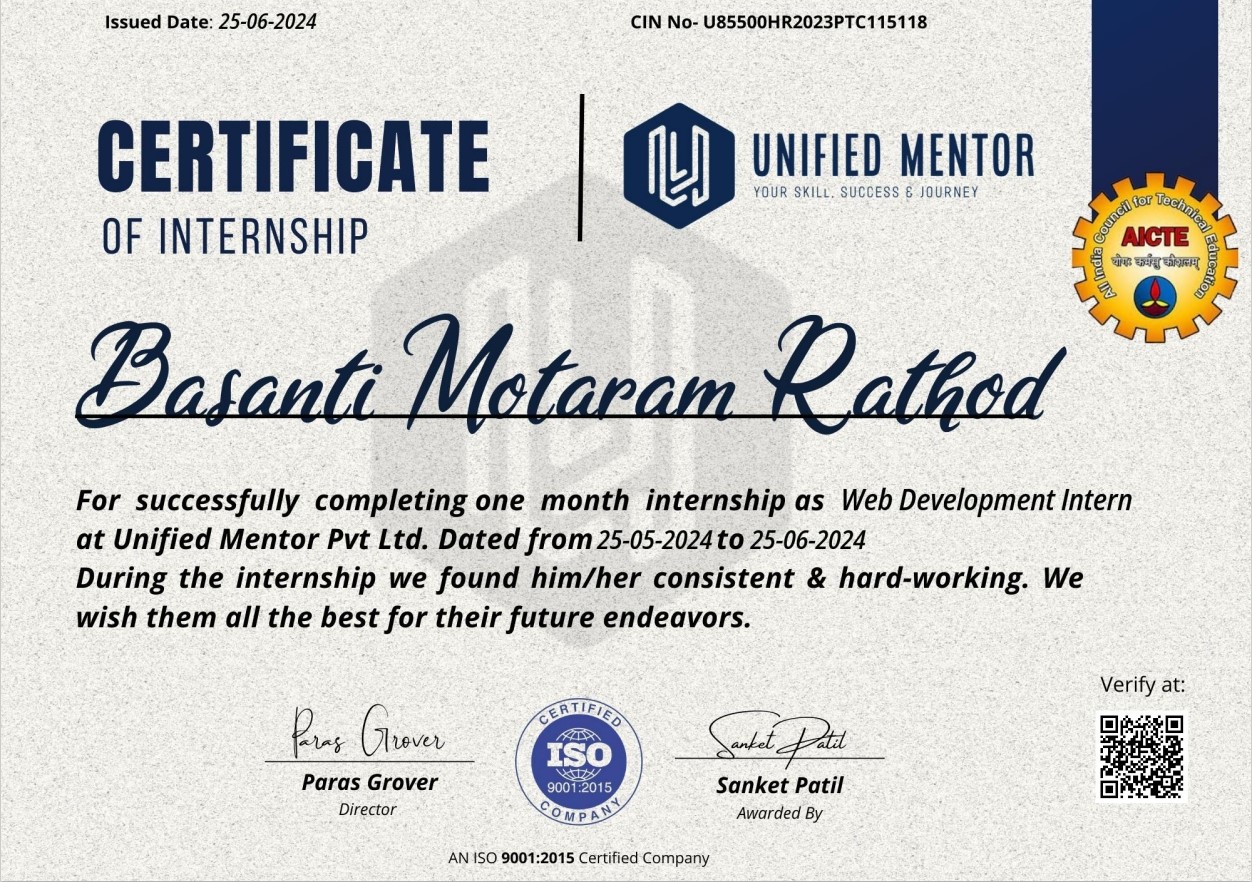 Issued Date: 25-06-2024
CIN No- U85500HR2023PTC115118
CERTIFICATE
OF INTERNSHIP
UNIFIED MENTOR
YOUR SKILL, SUCCESS & JOURNEY
All India Council for Technical Education
AICTE
योगः कर्मसु कौशलम्
Basanti Motaram Rathod
For successfully completing one month internship as Web Development Intern
at Unified Mentor Pvt Ltd. Dated from 25-05-2024 to 25-06-2024
During the internship we found him/her consistent & hard-working. We
wish them all the best for their future endeavors.
Verify at:
Paras Grover
Paras Grover
Director
CERTIFIED
ISO
9001:2015
COMPANY
Sanket Patil
Sanket Patil
Awarded By
AN ISO 9001:2015 Certified Company